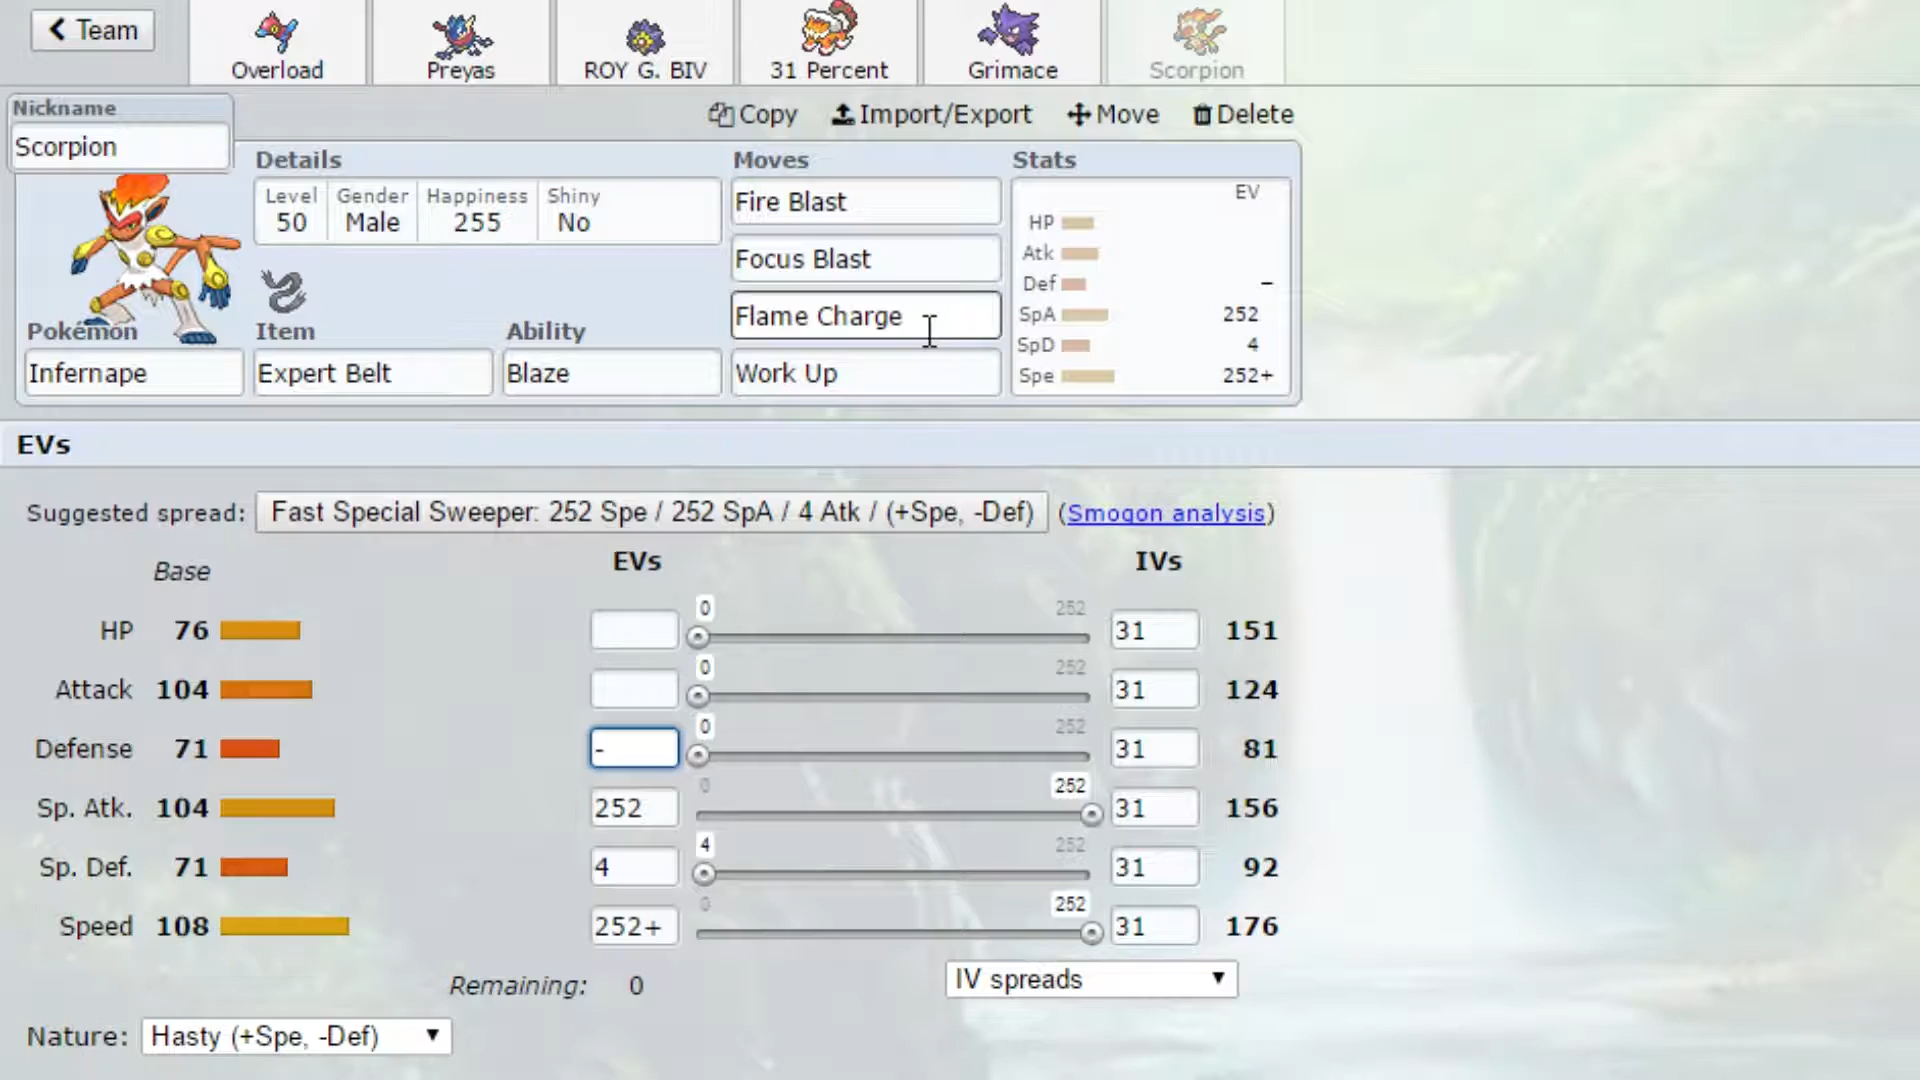 Team
Overload
Preyas
ROY G. BIV
31 Percent
Grimace
Scorpion
Nickname
Scorpion
Copy
Import/Export
Move
Delete
Details
Moves
Stats
Level
Gender
Happiness
Shiny
50
Male
255
No
Fire Blast
Focus Blast
Flame Charge
Work Up
EV
HP
Atk
Def –
SpA 252
SpD 4
Spe 252+
Pokémon
Item
Ability
Infernape
Expert Belt
Blaze
EVs
Suggested spread: Fast Special Sweeper: 252 Spe / 252 SpA / 4 Atk / (+Spe, -Def) (Smogon analysis)
Base
EVs
IVs
HP 76 0 252 31 151
Attack 104 0 252 31 124
Defense 71 - 0 252 31 81
Sp. Atk. 104 252 0 252 31 156
Sp. Def. 71 4 4 252 31 92
Speed 108 252+ 0 252 31 176
Remaining: 0
IV spreads
Nature: Hasty (+Spe, -Def)